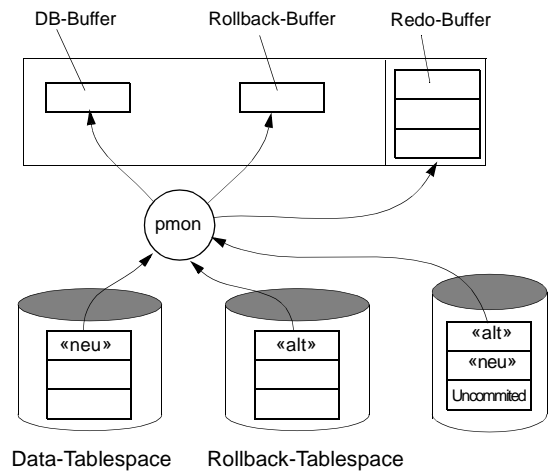 DB-Buffer
Rollback-Buffer
Redo-Buffer
pmon
«neu»
«alt»
«alt»
«neu»
Uncommited
Data-Tablespace
Rollback-Tablespace